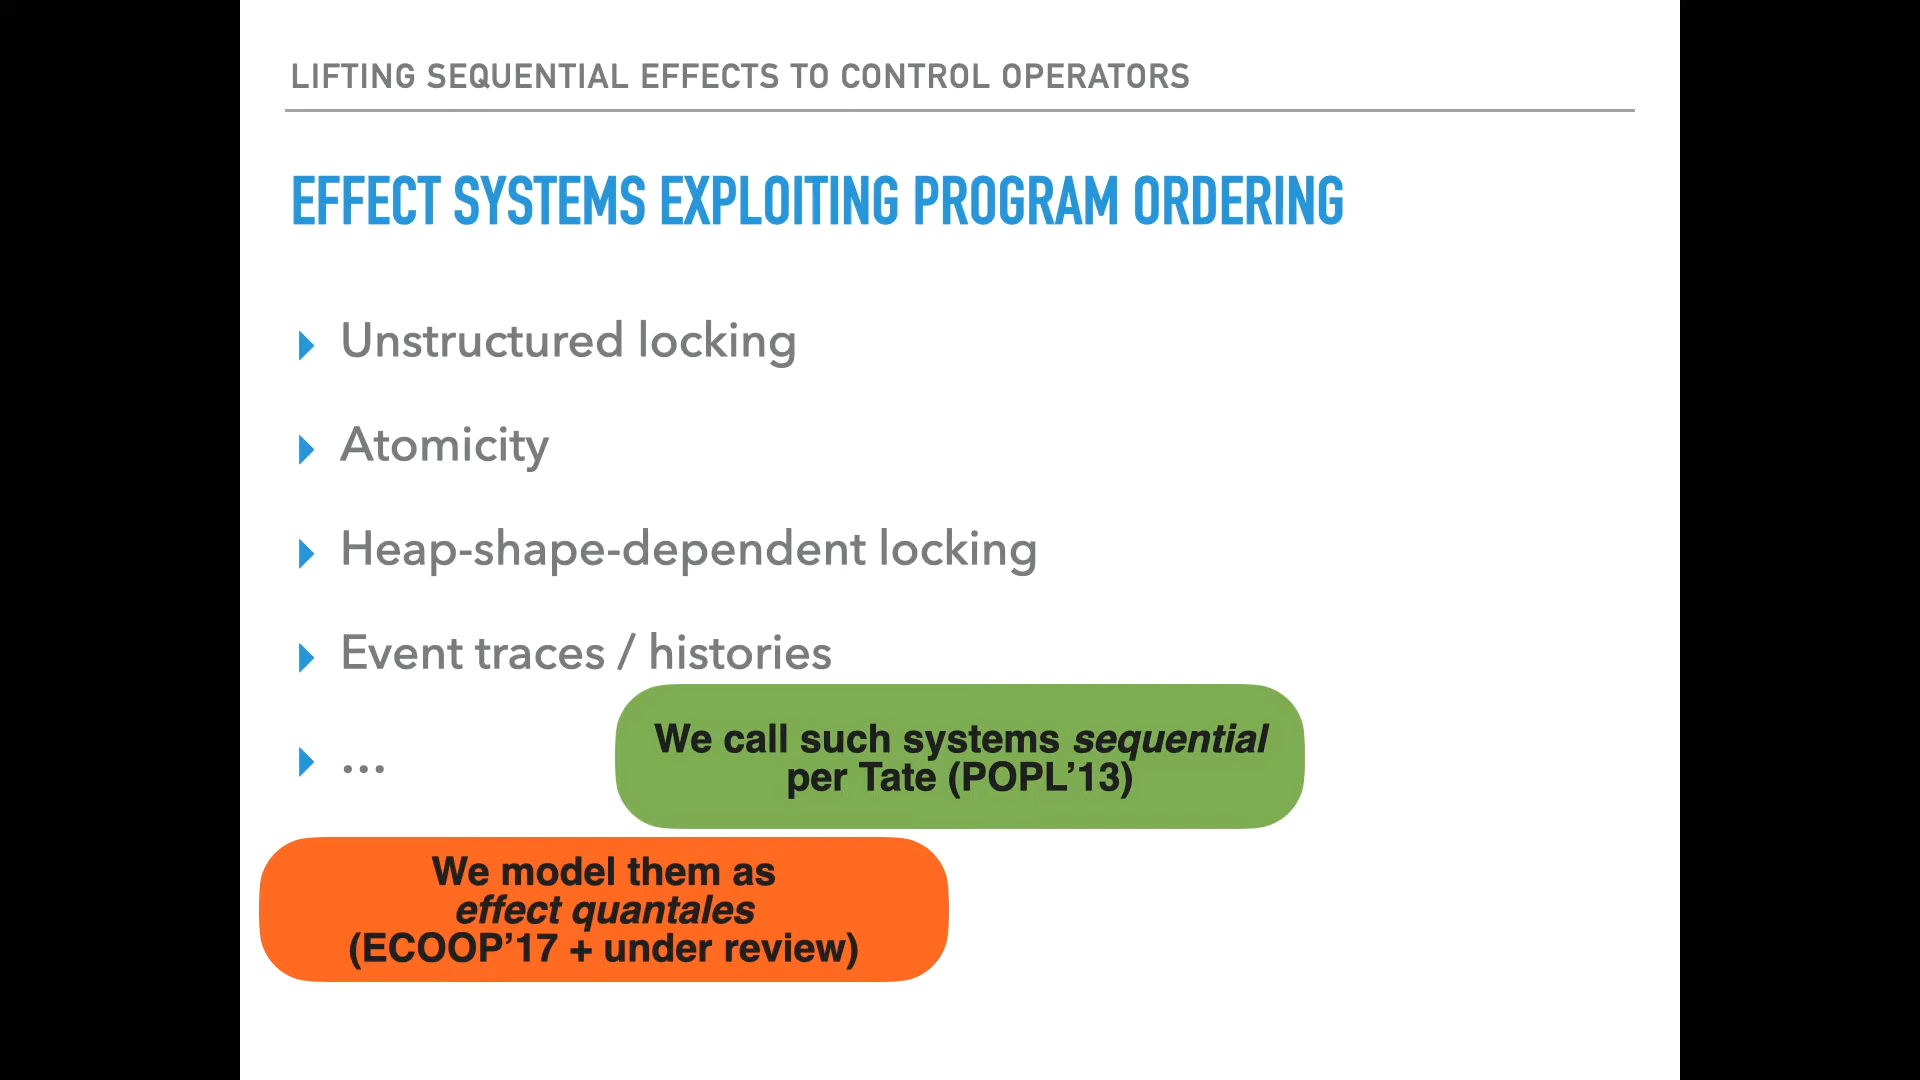 LIFTING SEQUENTIAL EFFECTS TO CONTROL OPERATORS
EFFECT SYSTEMS EXPLOITING PROGRAM ORDERING
Unstructured locking
Atomicity
Heap-shape-dependent locking
Event traces / histories
…
We call such systems sequential
per Tate (POPL’13)
We model them as
effect quantales
(ECOOP’17 + under review)